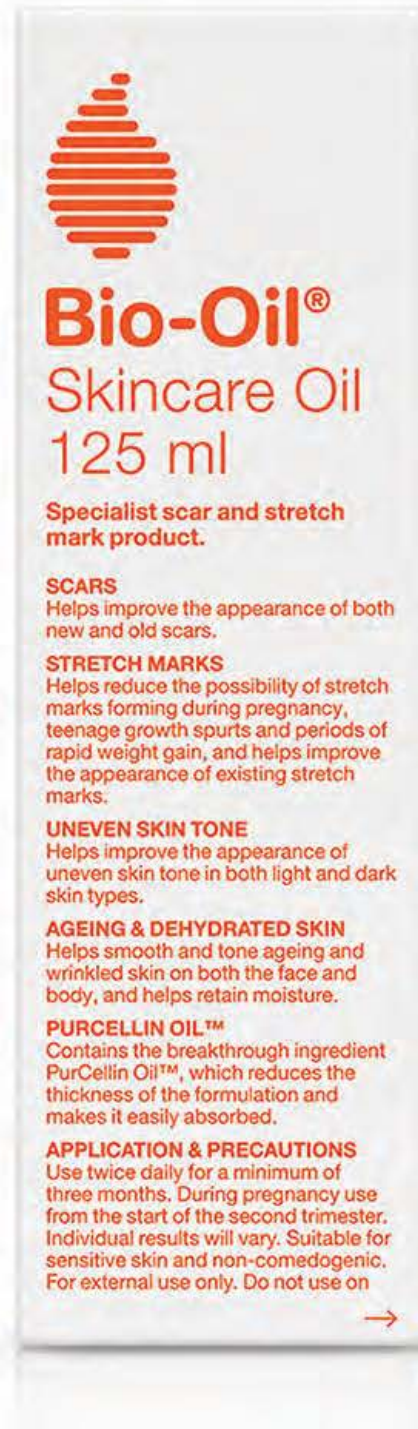 Bio-Oil®
Skincare Oil
125 ml
Specialist scar and stretch
mark product.
SCARS
Helps improve the appearance of both
new and old scars.
STRETCH MARKS
Helps reduce the possibility of stretch
marks forming during pregnancy,
teenage growth spurts and periods of
rapid weight gain, and helps improve
the appearance of existing stretch
marks.
UNEVEN SKIN TONE
Helps improve the appearance of
uneven skin tone in both light and dark
skin types.
AGEING & DEHYDRATED SKIN
Helps smooth and tone ageing and
wrinkled skin on both the face and
body, and helps retain moisture.
PURCELLIN OIL™
Contains the breakthrough ingredient
PurCellin Oil™, which reduces the
thickness of the formulation and
makes it easily absorbed.
APPLICATION & PRECAUTIONS
Use twice daily for a minimum of
three months. During pregnancy use
from the start of the second trimester.
Individual results will vary. Suitable for
sensitive skin and non-comedogenic.
For external use only. Do not use on
→